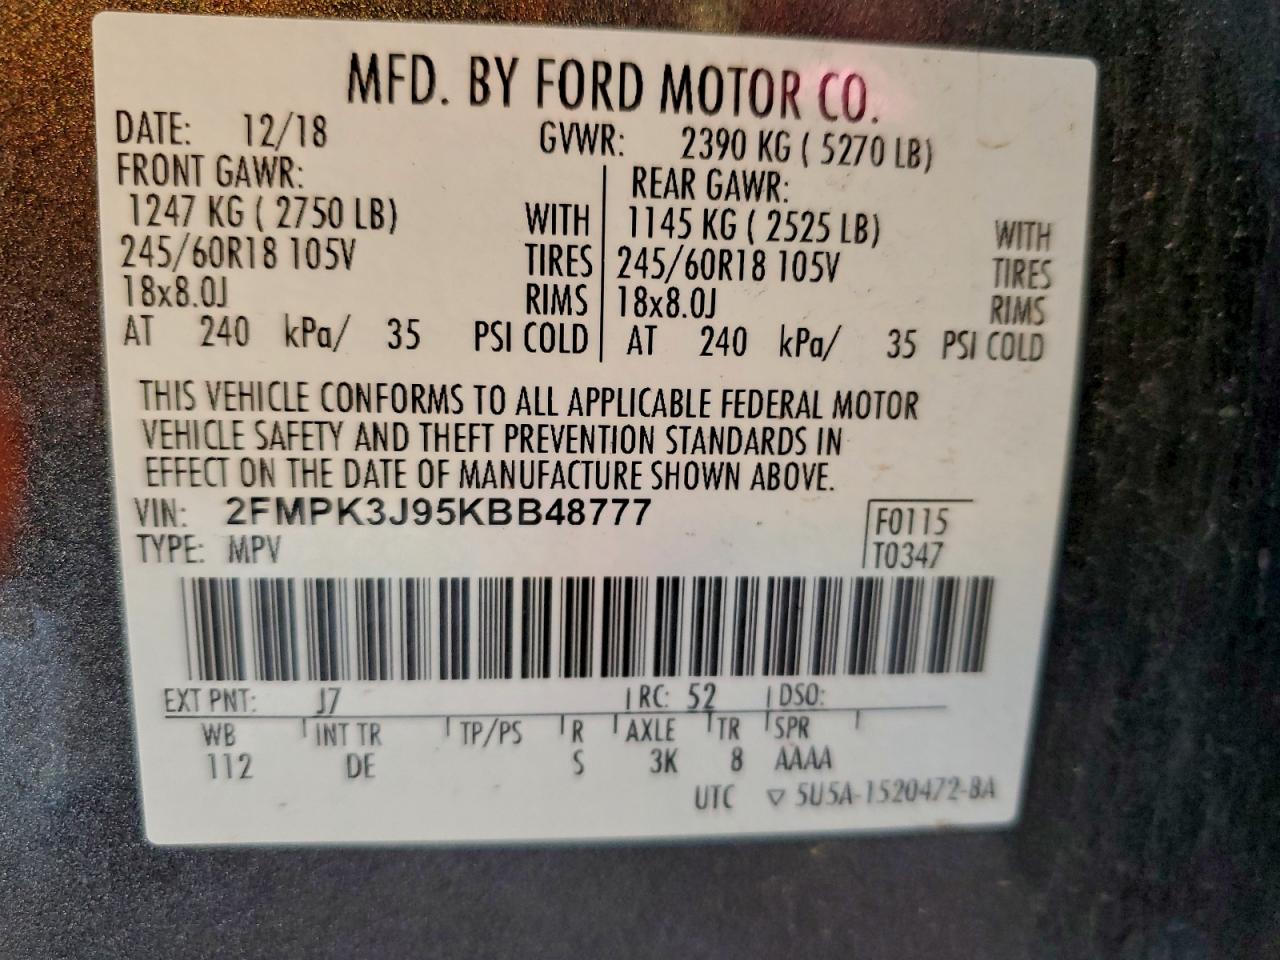 MFD. BY FORD MOTOR CO.
DATE: 12/18 GVWR: 2390 KG ( 5270 LB)
FRONT GAWR: REAR GAWR:
1247 KG ( 2750 LB) WITH 1145 KG ( 2525 LB) WITH
245/60R18 105V TIRES 245/60R18 105V TIRES
18x8.0J RIMS 18x8.0J RIMS
AT 240 kPa/ 35 PSI COLD AT 240 kPa/ 35 PSI COLD
THIS VEHICLE CONFORMS TO ALL APPLICABLE FEDERAL MOTOR
VEHICLE SAFETY AND THEFT PREVENTION STANDARDS IN
EFFECT ON THE DATE OF MANUFACTURE SHOWN ABOVE.
VIN: 2FMPK3J95KBB48777 F0115
TYPE: MPV T0347
EXT PNT: J7 RC: 52 DSO:
WB INT TR TP/PS R AXLE TR SPR
112 DE S 3K 8 AAAA
UTC ▽ 5U5A-1520472-BA